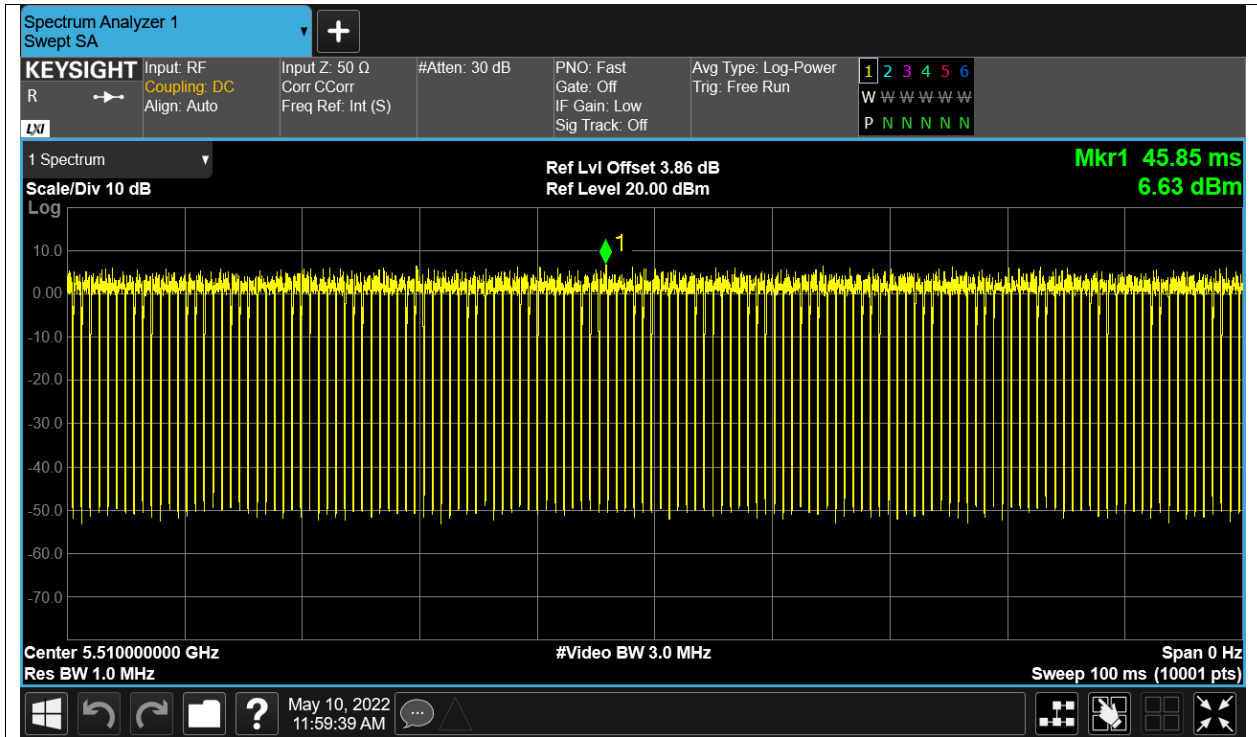 Spectrum Analyzer 1
Swept SA
+
KEYSIGHT
R
LXI
Input: RF
Coupling: DC
Align: Auto
Input Z: 50 Ω
Corr CCorr
Freq Ref: Int (S)
#Atten: 30 dB
PNO: Fast
Gate: Off
IF Gain: Low
Sig Track: Off
Avg Type: Log-Power
Trig: Free Run
1 2 3 4 5 6
W W W W W W
P N N N N N
1 Spectrum
Scale/Div 10 dB
Log
Ref Lvl Offset 3.86 dB
Ref Level 20.00 dBm
Mkr1 45.85 ms
6.63 dBm
1
10.0
0.00
-10.0
-20.0
-30.0
-40.0
-50.0
-60.0
-70.0
Center 5.510000000 GHz
Res BW 1.0 MHz
#Video BW 3.0 MHz
Span 0 Hz
Sweep 100 ms (10001 pts)
?
May 10, 2022
11:59:39 AM